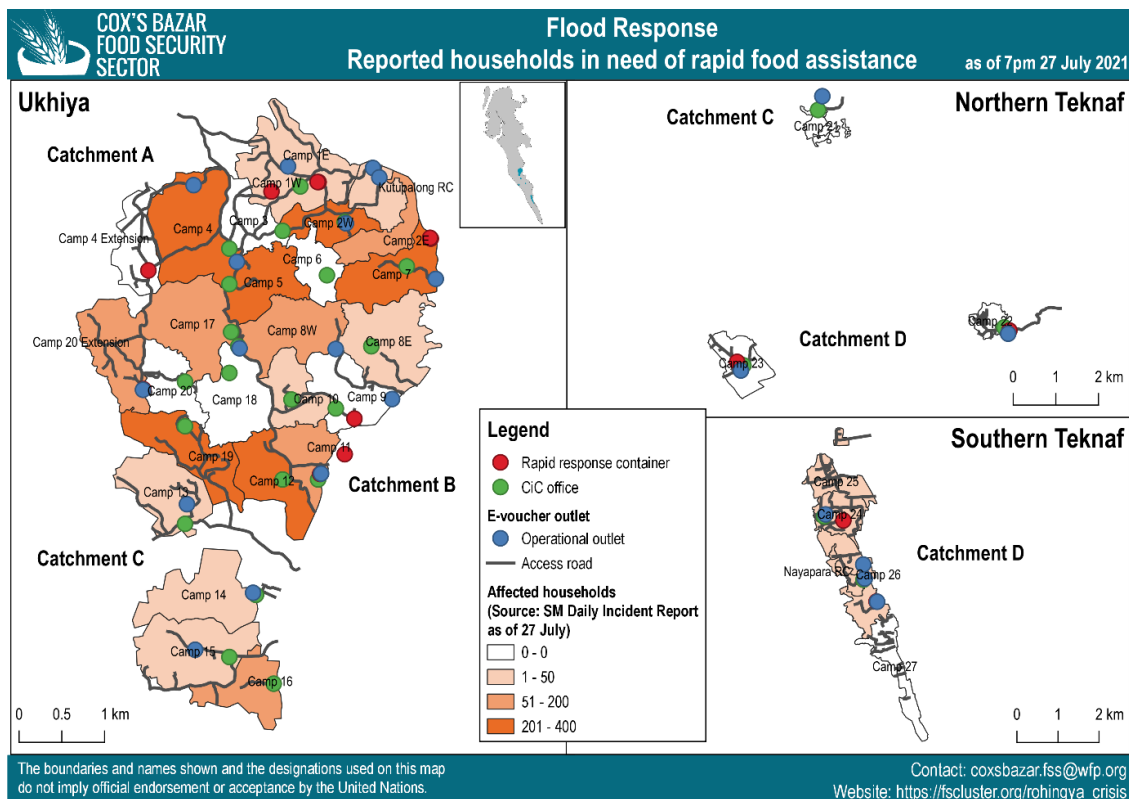 COX'S BAZAR
FOOD SECURITY
SECTOR
Flood Response
Reported households in need of rapid food assistance
as of 7pm 27 July 2021
Ukhiya
Catchment A
Camp 1E
Camp 1W
Kutupalong RC
Camp 3
Camp 2W
Camp 4
Camp 4 Extension
Camp 2E
Camp 6
Camp 7
Camp 5
Camp 17
Camp 8W
Camp 8E
Camp 20 Extension
Camp 20
Camp 18
Camp 10
Camp 9
Camp 11
Camp 19
Camp 12
Catchment B
Camp 13
Catchment C
Camp 14
Camp 15
Camp 16
0 0.5 1 km
Northern Teknaf
Catchment C
Camp 21
Catchment D
Camp 22
Camp 23
0 1 2 km
Legend
Rapid response container
CiC office
E-voucher outlet
Operational outlet
Access road
Affected households
(Source: SM Daily Incident Report
as of 27 July)
0 - 0
1 - 50
51 - 200
201 - 400
Southern Teknaf
Camp 25
Camp 24
Catchment D
Nayapara RC
Camp 26
Camp 27
0 1 2 km
The boundaries and names shown and the designations used on this map
do not imply official endorsement or acceptance by the United Nations.
Contact: coxsbazar.fss@wfp.org
Website: https://fscluster.org/rohingya_crisis